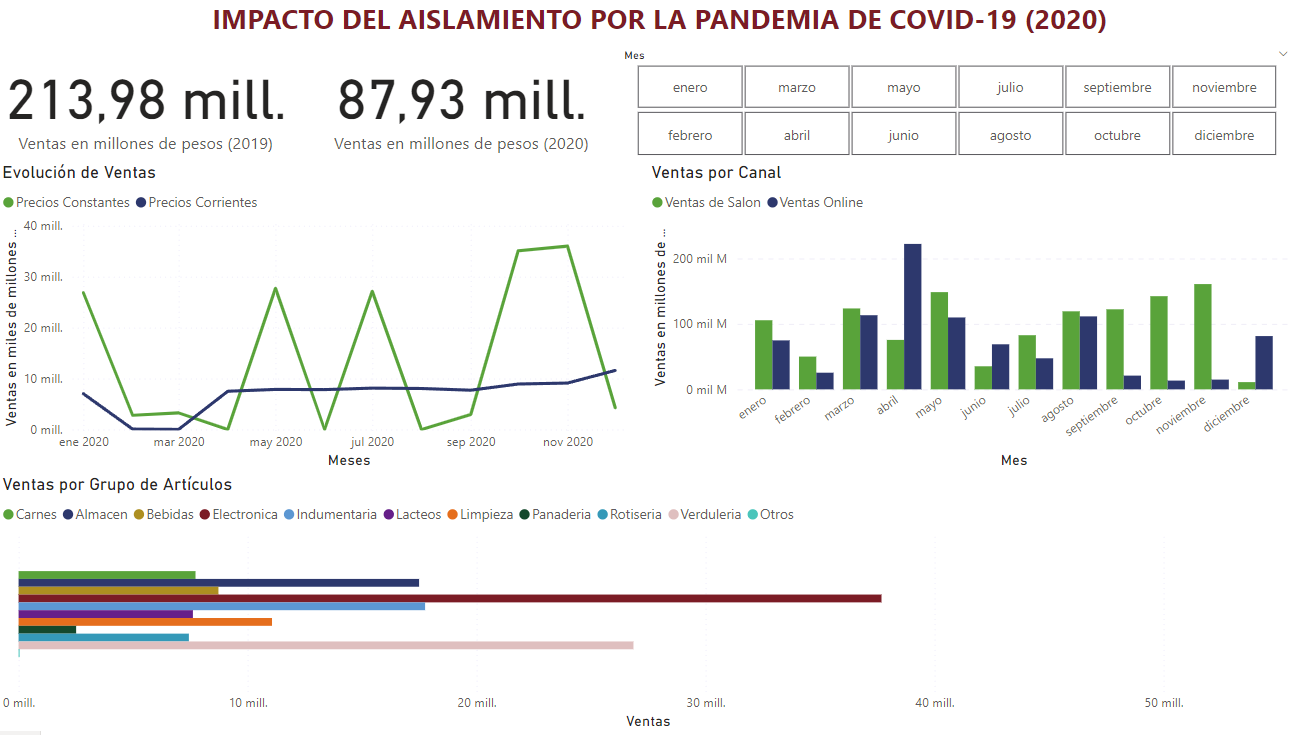 IMPACTO DEL AISLAMIENTO POR LA PANDEMIA DE COVID-19 (2020)
213,98 mill.
Ventas en millones de pesos (2019)
87,93 mill.
Ventas en millones de pesos (2020)
Mes
enero marzo mayo julio septiembre noviembre
febrero abril junio agosto octubre diciembre
Evolución de Ventas
Precios Constantes Precios Corrientes
Ventas en miles de millones ...
40 mill.
30 mill.
20 mill.
10 mill.
0 mill.
ene 2020 mar 2020 may 2020 jul 2020 sep 2020 nov 2020
Meses
Ventas por Canal
Ventas de Salon Ventas Online
Ventas en millones de ...
200 mil M
100 mil M
0 mil M
enero febrero marzo abril mayo junio julio agosto septiembre octubre noviembre diciembre
Mes
Ventas por Grupo de Artículos
Carnes Almacen Bebidas Electronica Indumentaria Lacteos Limpieza Panaderia Rotiseria Verduleria Otros
0 mill. 10 mill. 20 mill. 30 mill. 40 mill. 50 mill.
Ventas